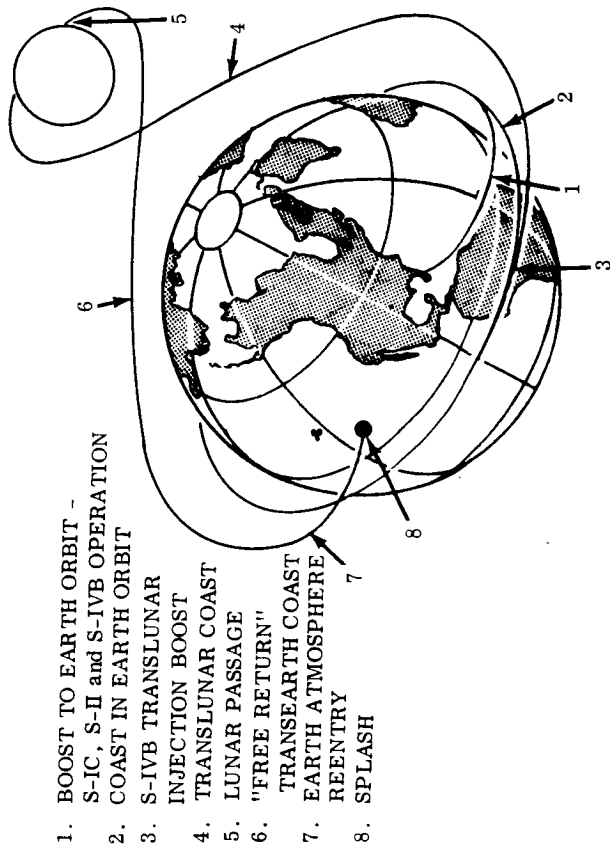 1. BOOST TO EARTH ORBIT -
S-IC, S-II and S-IVB OPERATION
2. COAST IN EARTH ORBIT
3. S-IVB TRANSLUNAR
INJECTION BOOST
4. TRANSLUNAR COAST
5. LUNAR PASSAGE
6. "FREE RETURN"
TRANSEARTH COAST
7. EARTH ATMOSPHERE
REENTRY
8. SPLASH
5
4
6
2
1
3
8
7